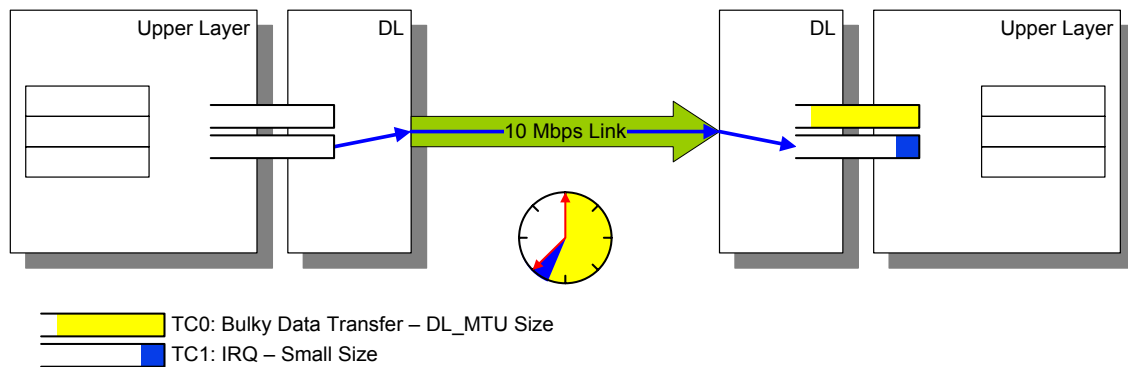 Upper Layer
DL
DL
Upper Layer
10 Mbps Link
TC0: Bulky Data Transfer – DL_MTU Size
TC1: IRQ – Small Size